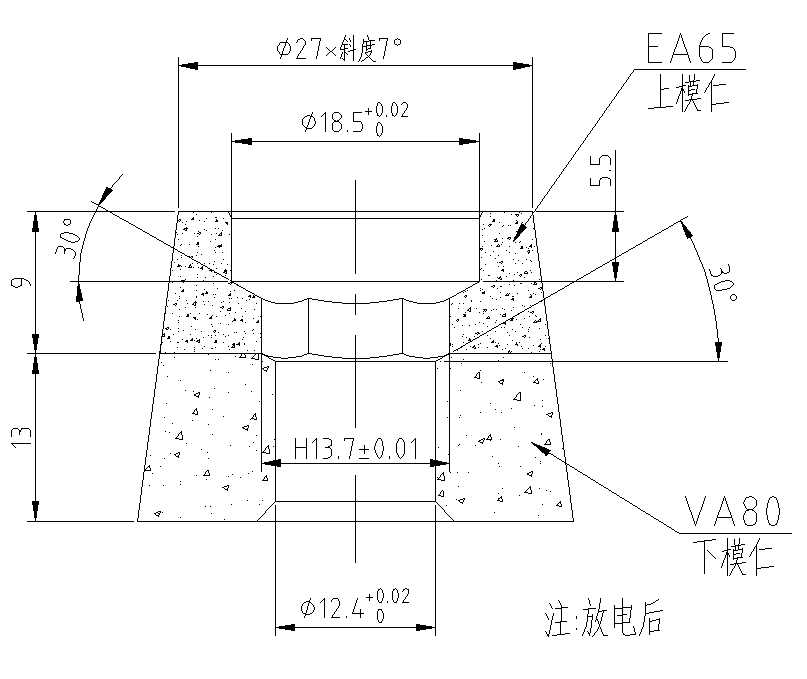 Φ27×斜度7°
EA65
上模仁
Φ18.5+0.02 0
5.5
30°
9
30°
13
H13.7±0.01
VA80
下模仁
Φ12.4+0.02 0
注:放电后